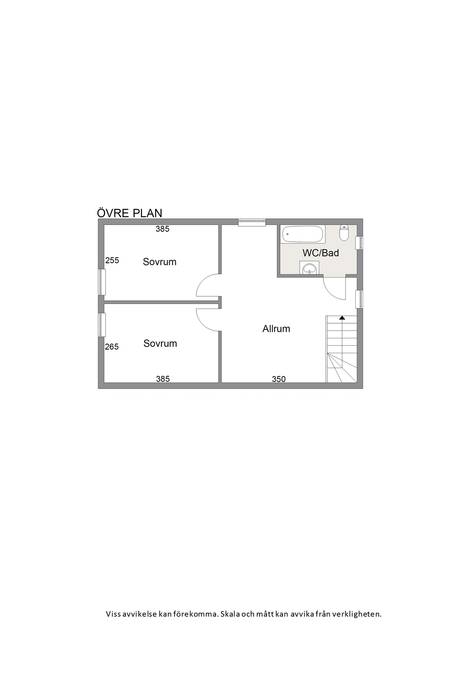 ÖVRE PLAN
385
255
Sovrum
WC/Bad
Allrum
265
Sovrum
385
350
Viss avvikelse kan förekomma. Skala och mått kan avvika från verkligheten.